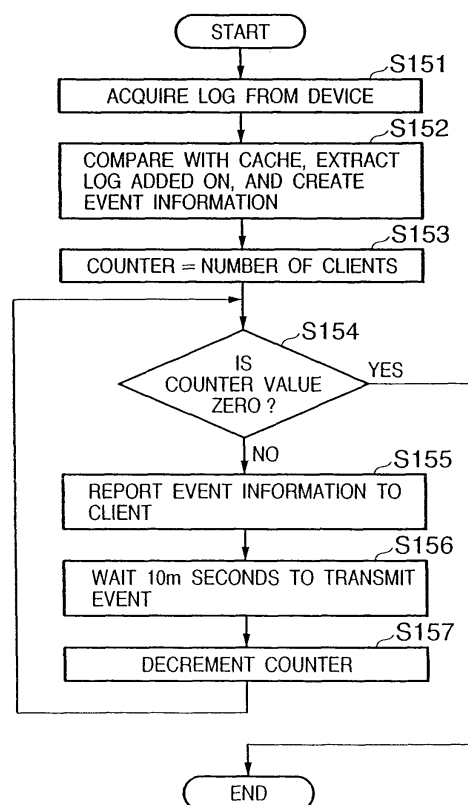 START
S151
ACQUIRE LOG FROM DEVICE
S152
COMPARE WITH CACHE, EXTRACT
LOG ADDED ON, AND CREATE
EVENT INFORMATION
S153
COUNTER = NUMBER OF CLIENTS
S154
IS
COUNTER VALUE
ZERO ?
YES
NO
S155
REPORT EVENT INFORMATION TO
CLIENT
S156
WAIT 10m SECONDS TO TRANSMIT
EVENT
S157
DECREMENT COUNTER
END